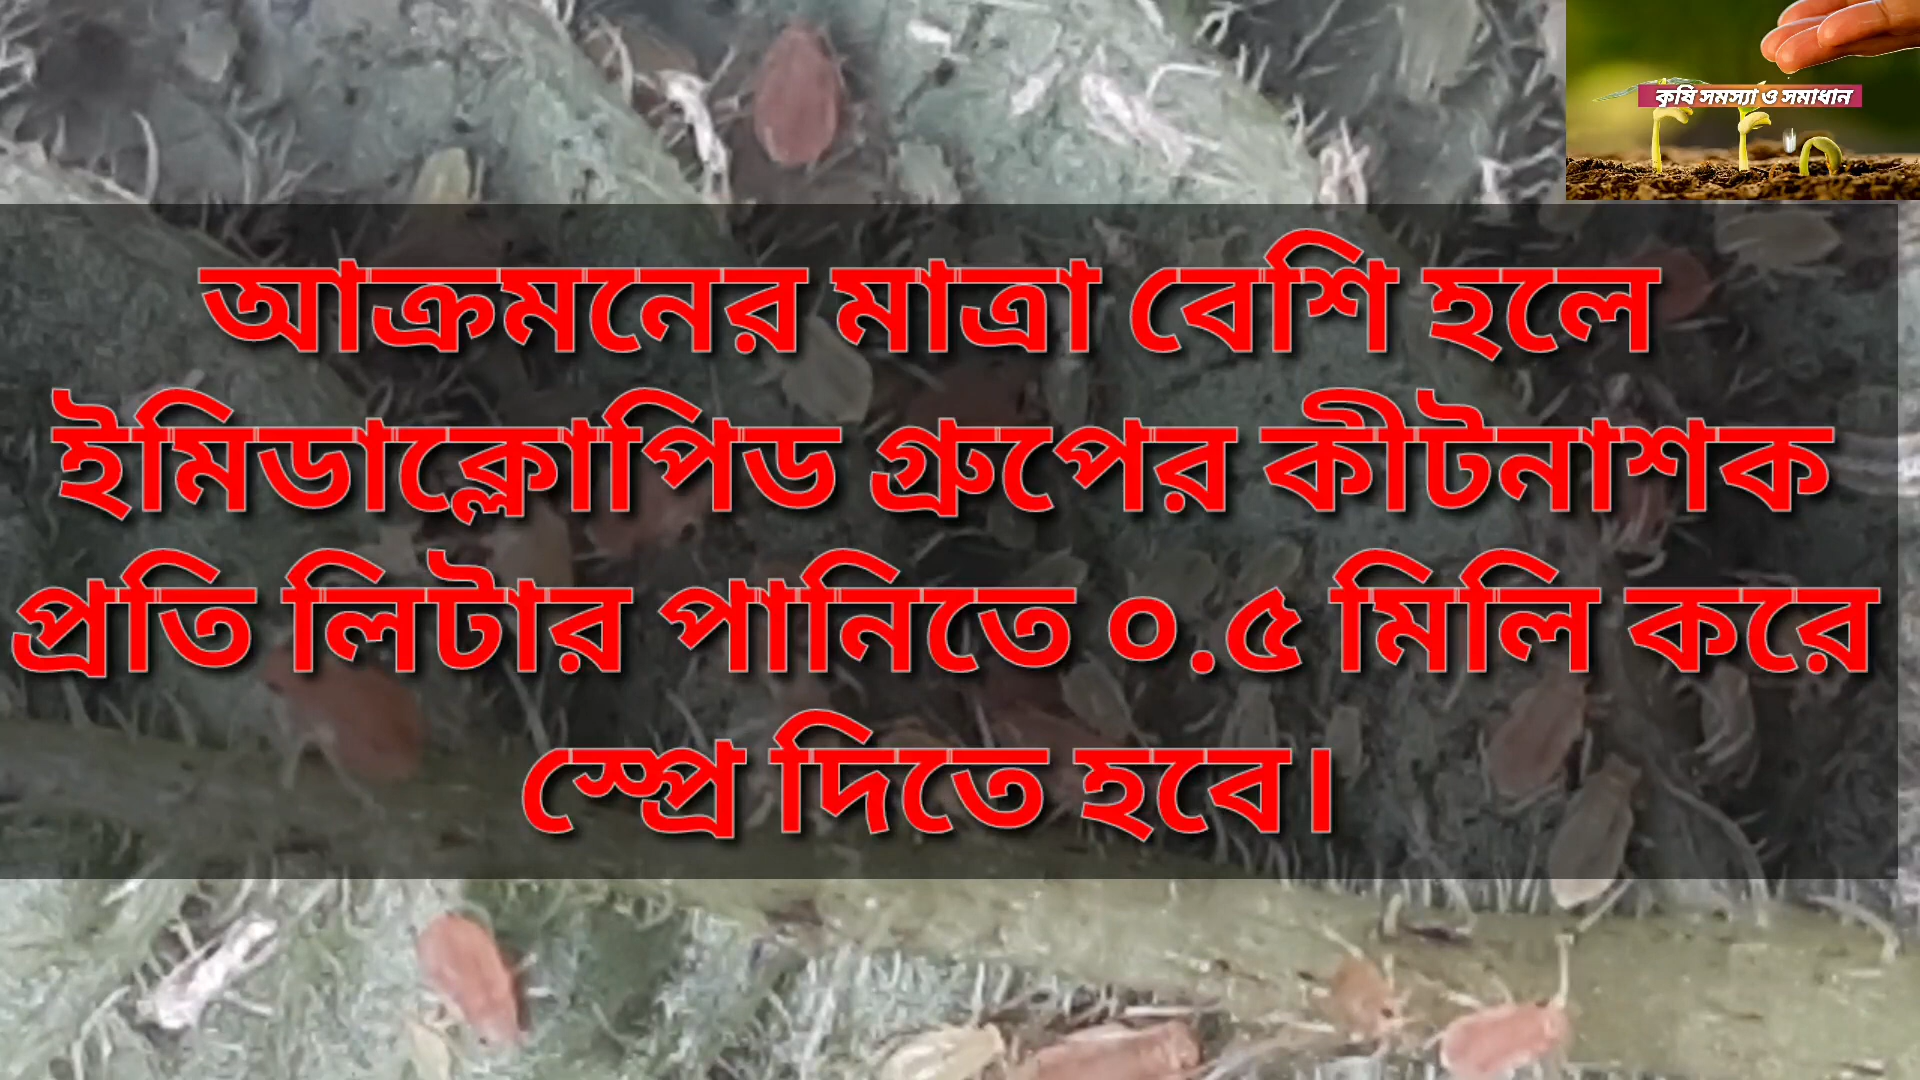 কৃষি সমস্যা ও সমাধান
আক্রমনের মাত্রা বেশি হলে
ইমিডাক্লোপিড গ্রুপের কীটনাশক
প্রতি লিটার পানিতে ০.৫ মিলি করে
স্প্রে দিতে হবে।